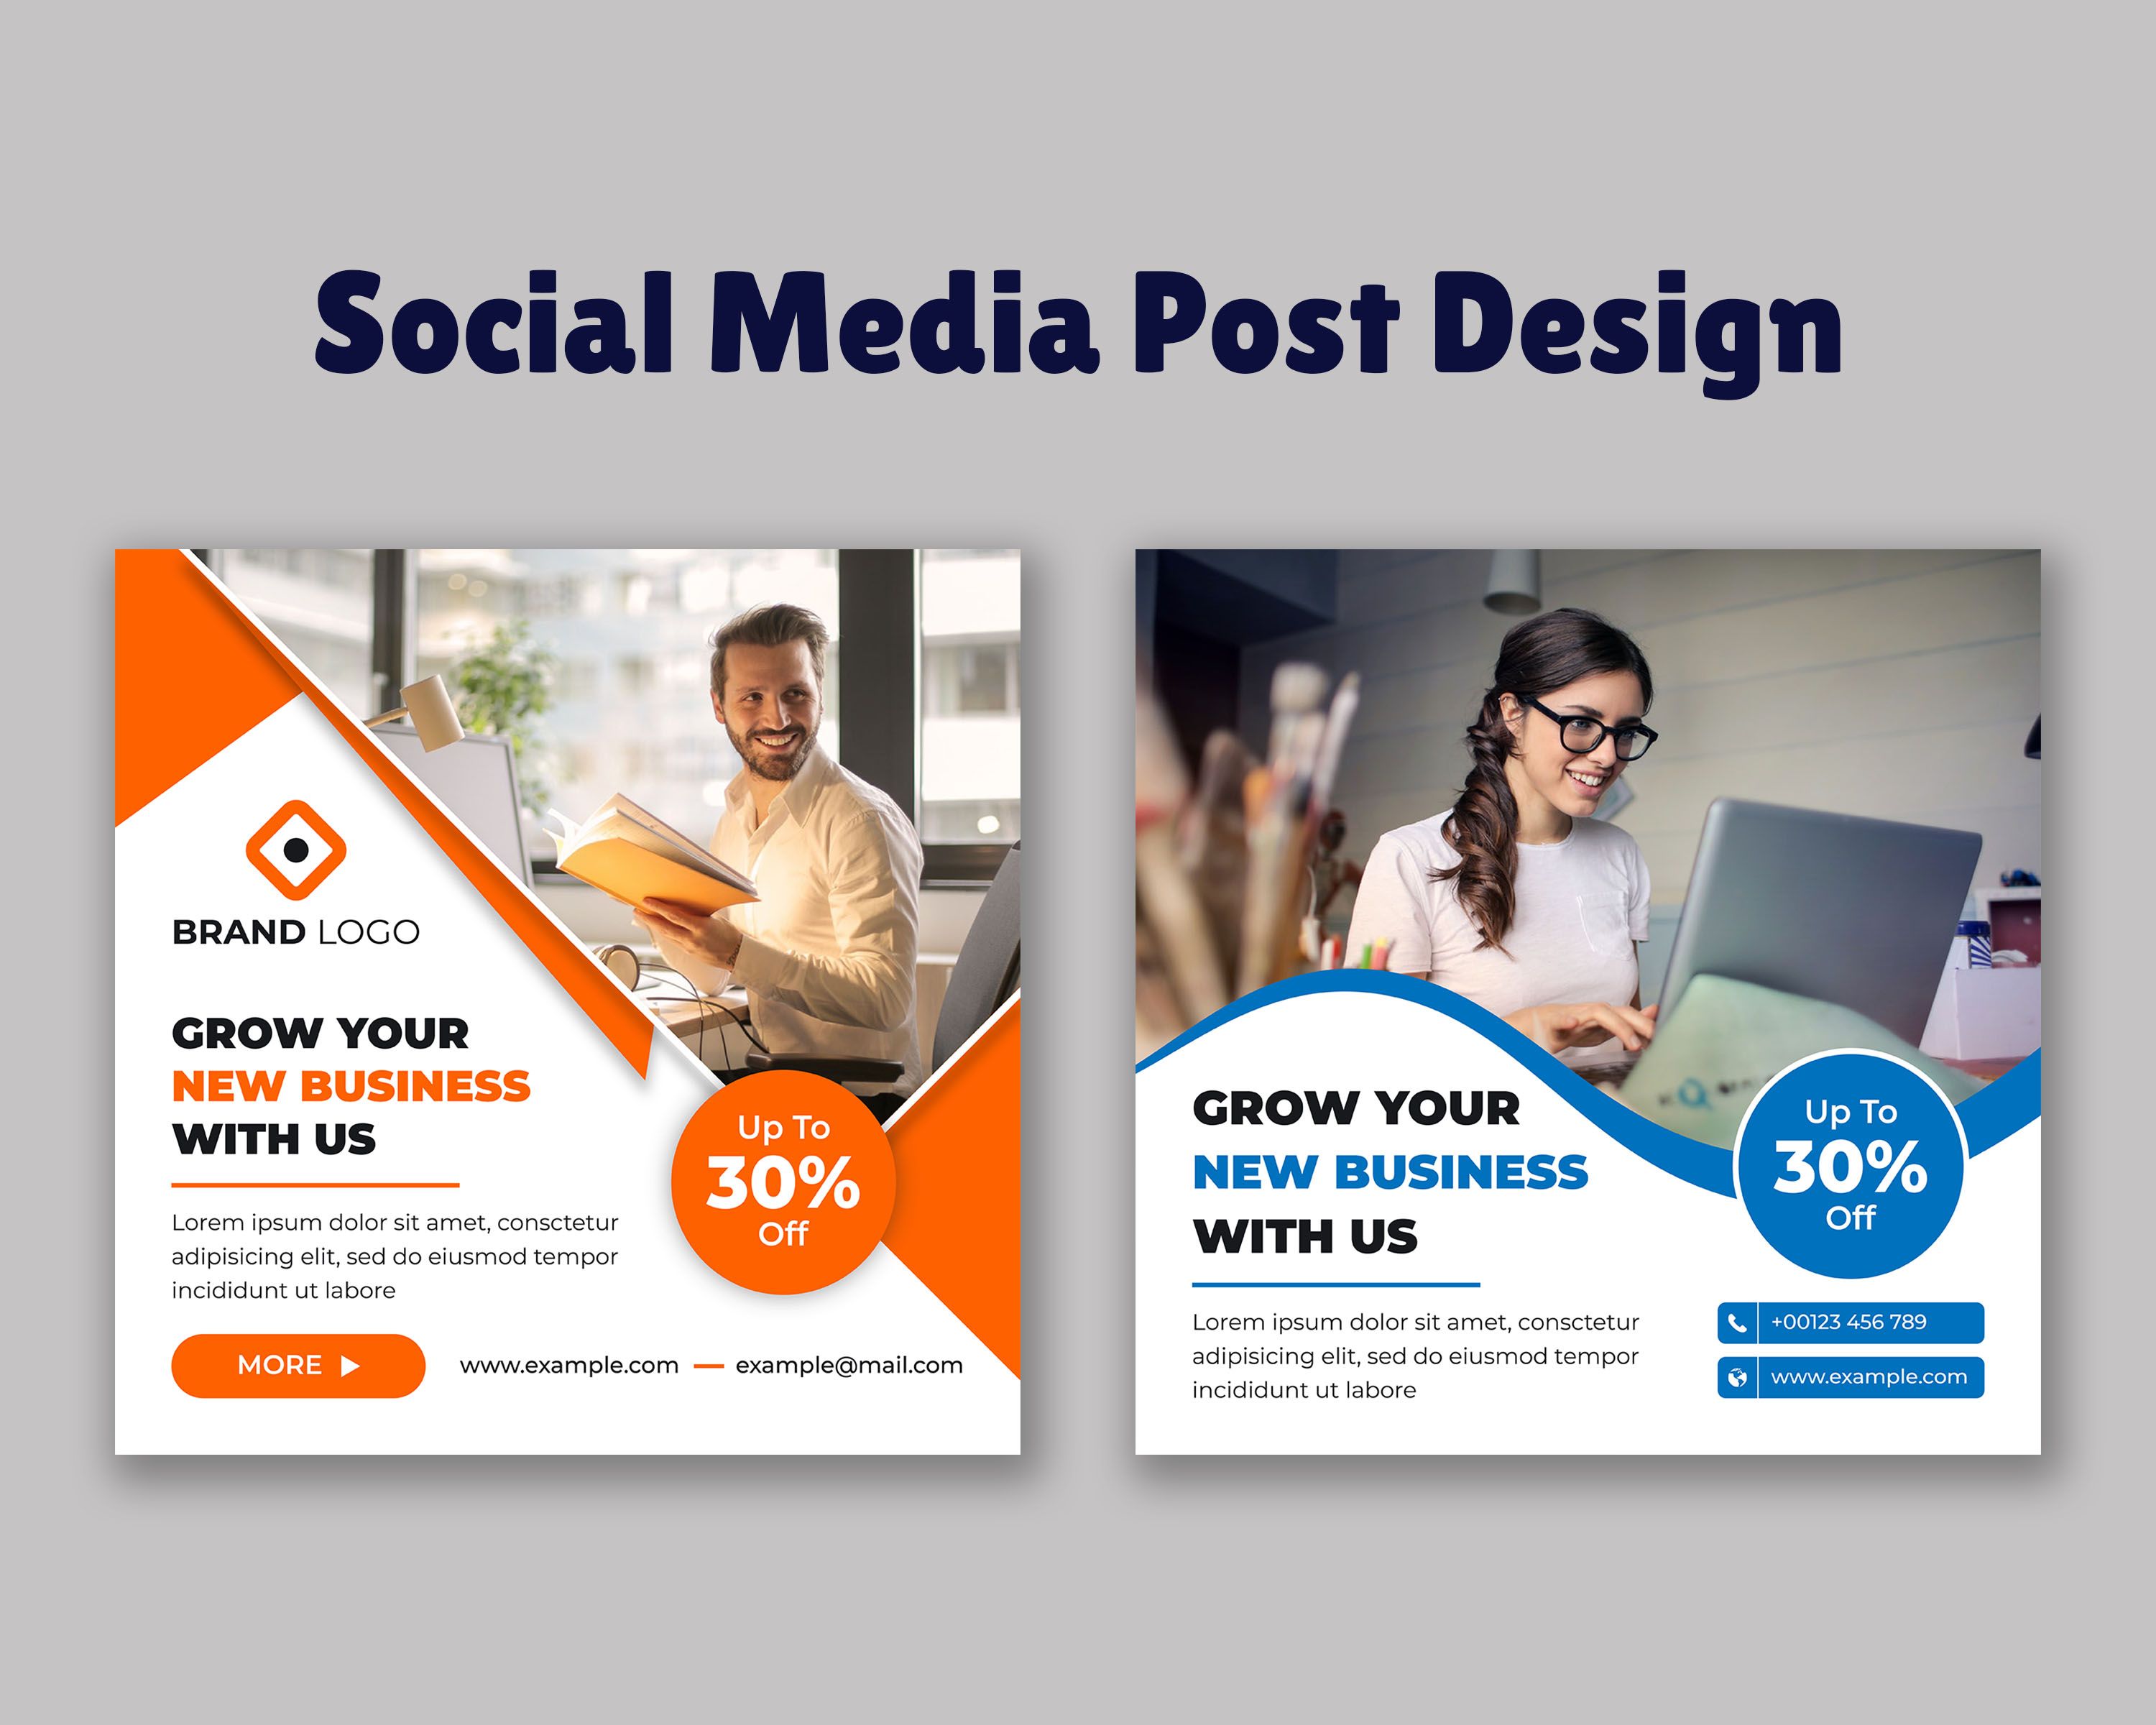 Social Media Post Design
BRAND LOGO
GROW YOUR
NEW BUSINESS
WITH US
Lorem ipsum dolor sit amet, consctetur
adipisicing elit, sed do eiusmod tempor
incididunt ut labore
Up To
30%
Off
MORE
www.example.com — example@mail.com
GROW YOUR
NEW BUSINESS
WITH US
Lorem ipsum dolor sit amet, consctetur
adipisicing elit, sed do eiusmod tempor
incididunt ut labore
Up To
30%
Off
+00123 456 789
www.example.com